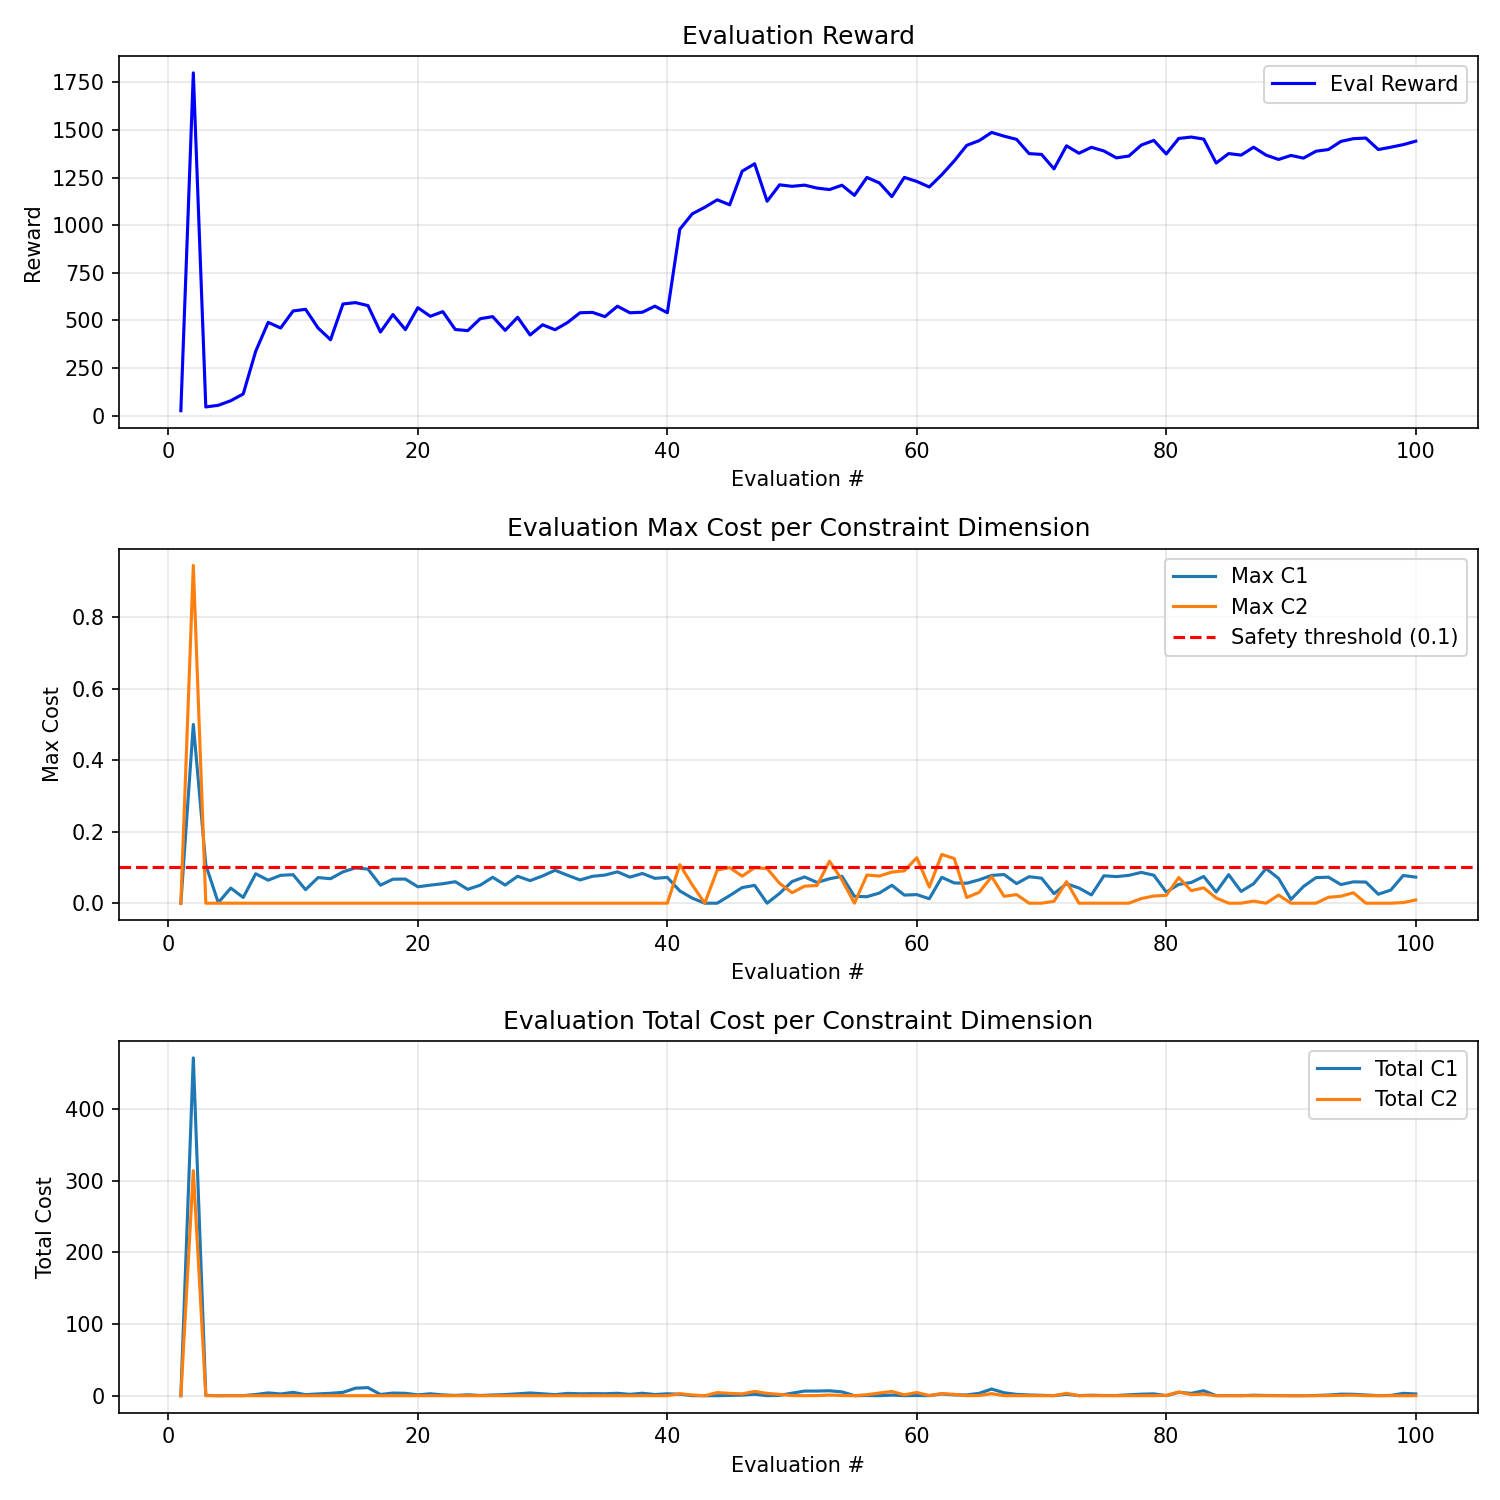 Evaluation Reward
1750
1500
1250
1000
750
500
250
0
Reward
Eval Reward
0 20 40 60 80 100
Evaluation #
Evaluation Max Cost per Constraint Dimension
0.8
0.6
0.4
0.2
0.0
Max Cost
Max C1
Max C2
Safety threshold (0.1)
0 20 40 60 80 100
Evaluation #
Evaluation Total Cost per Constraint Dimension
400
300
200
100
0
Total Cost
Total C1
Total C2
0 20 40 60 80 100
Evaluation #